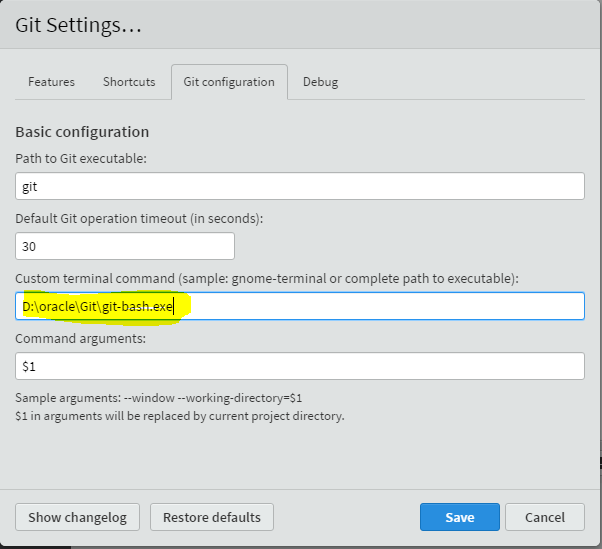 Git Settings…
Features Shortcuts Git configuration Debug
Basic configuration
Path to Git executable:
git
Default Git operation timeout (in seconds):
30
Custom terminal command (sample: gnome-terminal or complete path to executable):
D:\oracle\Git\git-bash.exe
Command arguments:
$1
Sample arguments: --window --working-directory=$1
$1 in arguments will be replaced by current project directory.
Show changelog Restore defaults Save Cancel